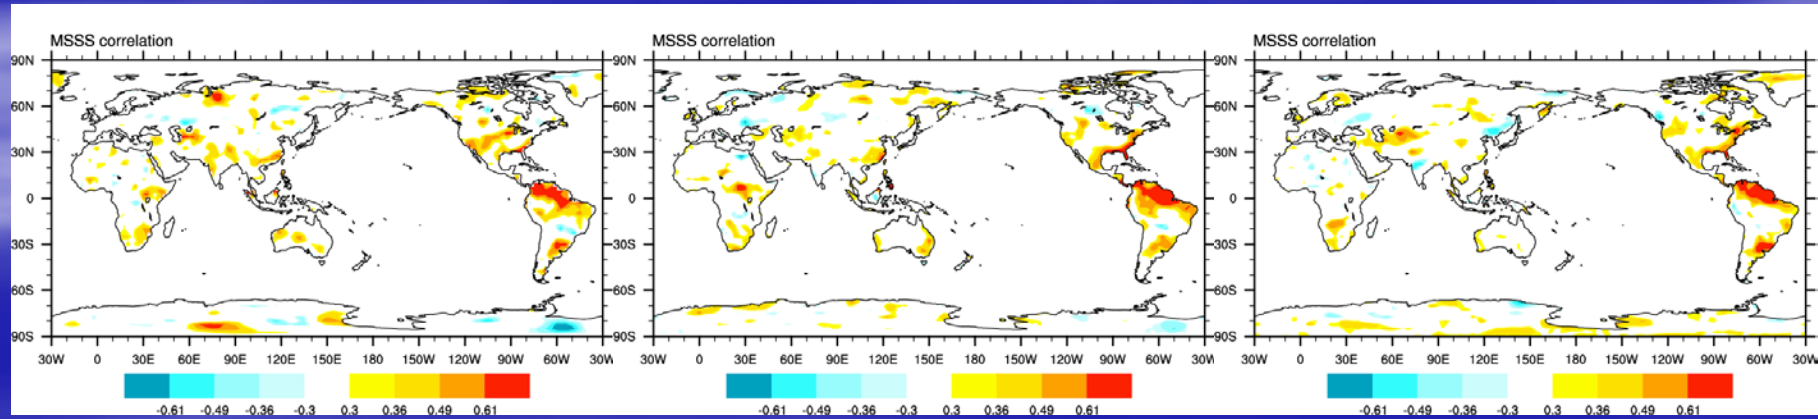 MSSS correlation
MSSS correlation
MSSS correlation
90N
90N
90N
60N
60N
60N
30N
30N
30N
0
0
0
30S
30S
30S
60S
60S
60S
90S
90S
90S
30W 0 30E 60E 90E 120E 150E 180 150W 120W 90W 60W 30W
30W 0 30E 60E 90E 120E 150E 180 150W 120W 90W 60W 30W
30W 0 30E 60E 90E 120E 150E 180 150W 120W 90W 60W 30W
-0.61 -0.49 -0.36 -0.3 0.3 0.36 0.49 0.61
-0.61 -0.49 -0.36 -0.3 0.3 0.36 0.49 0.61
-0.61 -0.49 -0.36 -0.3 0.3 0.36 0.49 0.61